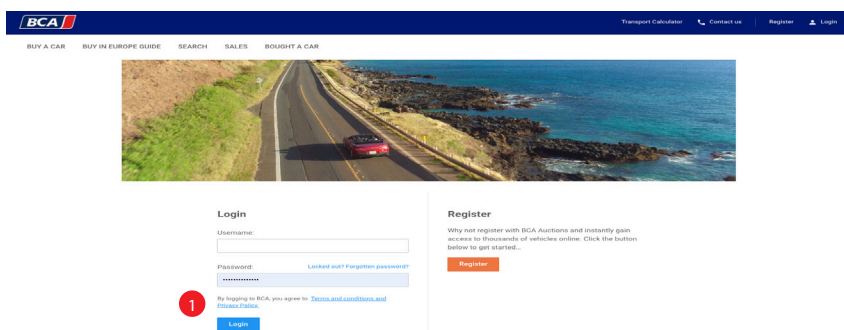 BCA
Transport Calculator Contact us Register Login
BUY A CAR BUY IN EUROPE GUIDE SEARCH SALES BOUGHT A CAR
Login
Username:
Password: Locked out? Forgotten password?
••••••••••••••
By logging to BCA, you agree to Terms and conditions and
Privacy Policy.
1
Login
Register
Why not register with BCA Auctions and instantly gain
access to thousands of vehicles online. Click the button
below to get started...
Register